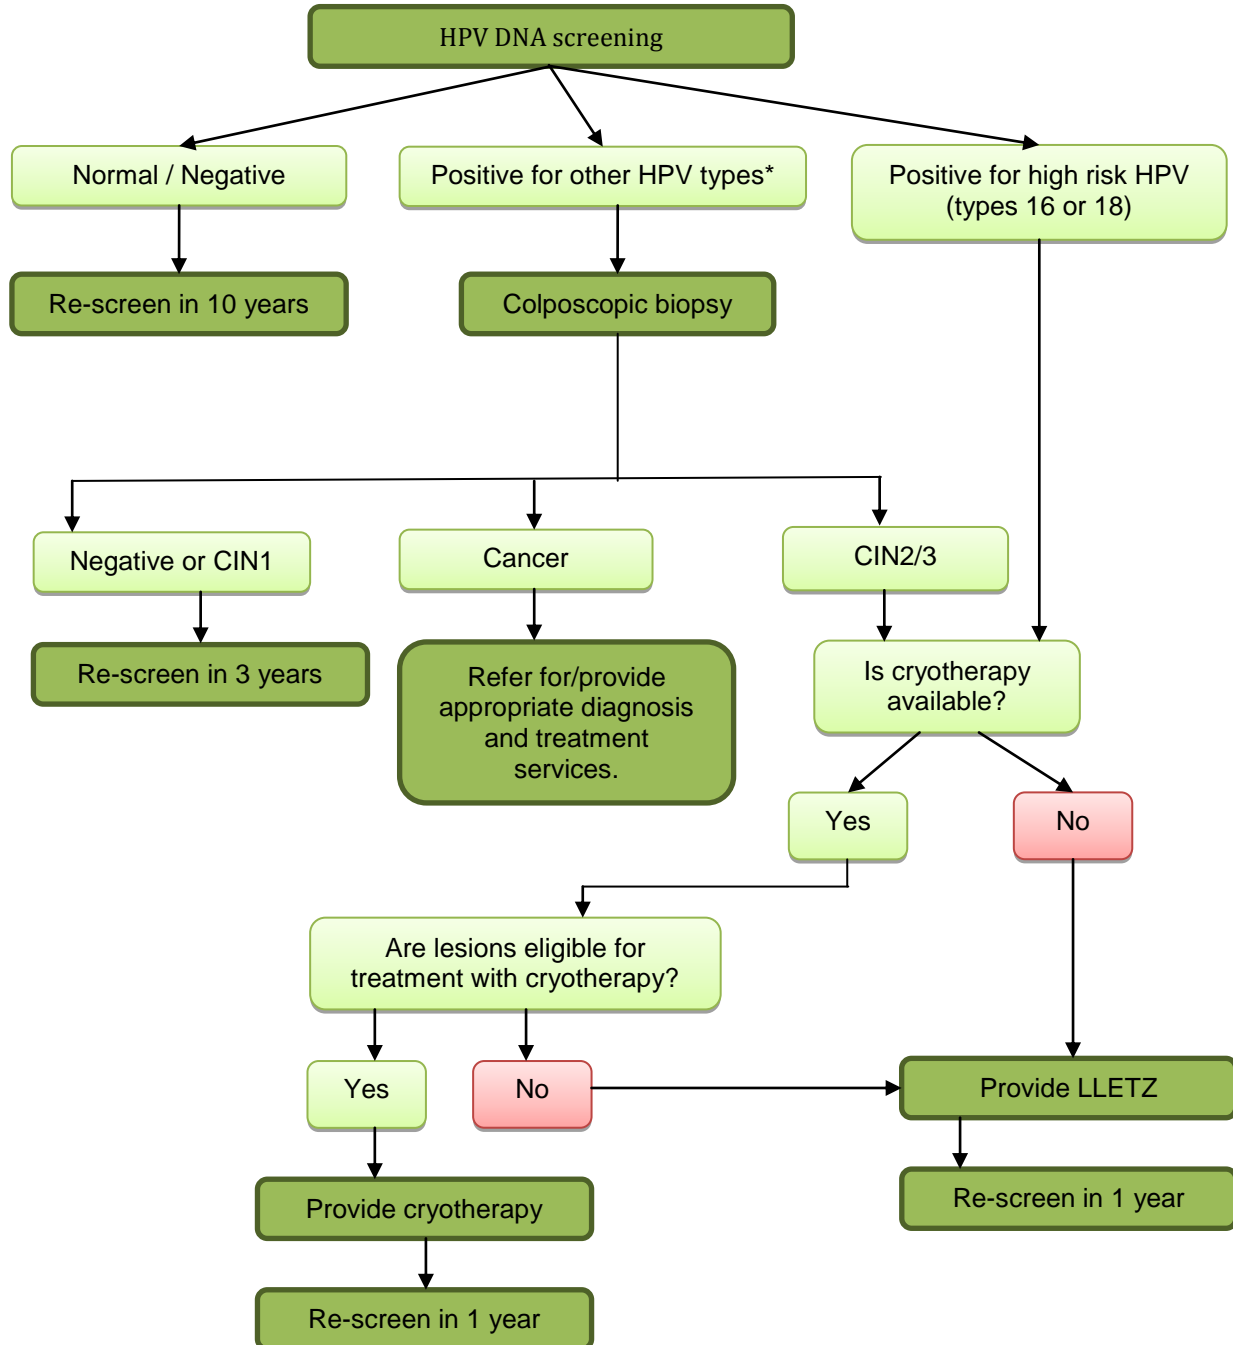 HPV DNA screening
Normal / Negative
Positive for other HPV types*
Positive for high risk HPV
(types 16 or 18)
Re-screen in 10 years
Colposcopic biopsy
Negative or CIN1
Cancer
CIN2/3
Re-screen in 3 years
Refer for/provide
appropriate diagnosis
and treatment
services.
Is cryotherapy
available?
Yes
No
Are lesions eligible for
treatment with cryotherapy?
Yes
No
Provide LLETZ
Provide cryotherapy
Re-screen in 1 year
Re-screen in 1 year